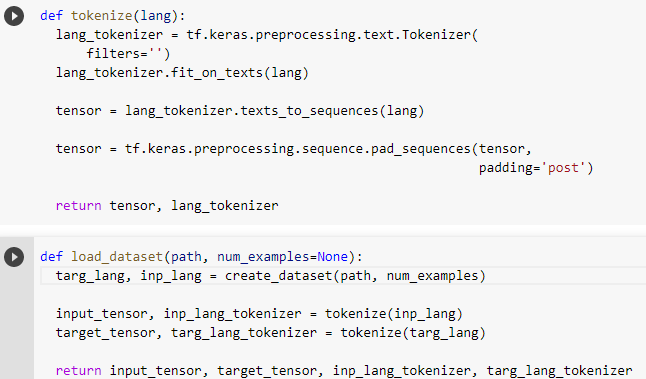 def tokenize(lang):
  lang_tokenizer = tf.keras.preprocessing.text.Tokenizer(
      filters='')
  lang_tokenizer.fit_on_texts(lang)
  tensor = lang_tokenizer.texts_to_sequences(lang)
  tensor = tf.keras.preprocessing.sequence.pad_sequences(tensor,
                                                         padding='post')
  return tensor, lang_tokenizer
def load_dataset(path, num_examples=None):
  targ_lang, inp_lang = create_dataset(path, num_examples)
  input_tensor, inp_lang_tokenizer = tokenize(inp_lang)
  target_tensor, targ_lang_tokenizer = tokenize(targ_lang)
  return input_tensor, target_tensor, inp_lang_tokenizer, targ_lang_tokenizer